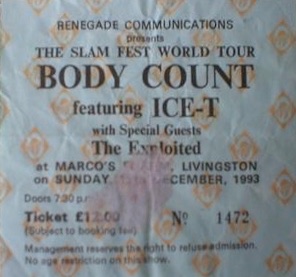 RENEGADE COMMUNICATIONS
presents
THE SLAM FEST WORLD TOUR
BODY COUNT
featuring ICE-T
with Special Guests
The Exploited
at MARCO'S LIVINGSTON
on SUNDAY 1993
Doors 7:30 p.m
Ticket £12.00 Nº 1472
(Subject to booking fee)
Management reserves the right to refuse admission.
No age restriction on this show.